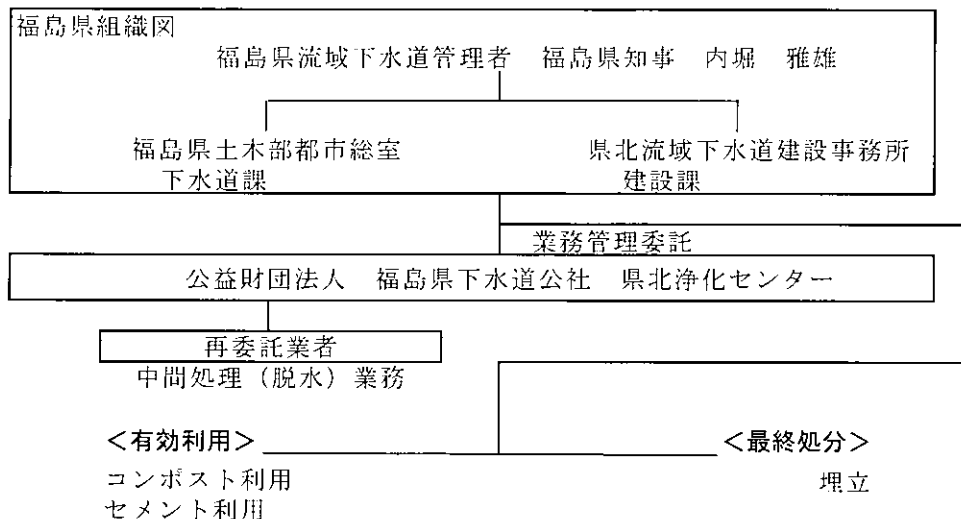 福島県組織図
福島県流域下水道管理者 福島県知事 内堀 雅雄
福島県土木部都市総室 県北流域下水道建設事務所
下水道課 建設課
業務管理委託
公益財団法人 福島県下水道公社 県北浄化センター
再委託業者
中間処理（脱水）業務
＜有効利用＞ ＜最終処分＞
コンポスト利用 埋立
セメント利用